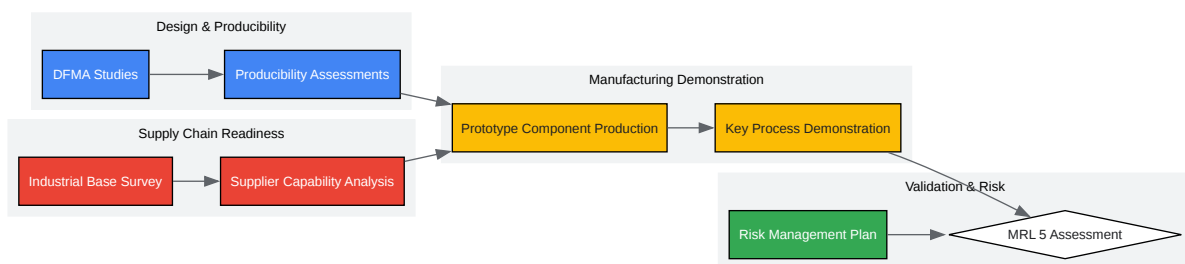 Design & Producibility
DFMA Studies
Producibility Assessments
Supply Chain Readiness
Industrial Base Survey
Supplier Capability Analysis
Manufacturing Demonstration
Prototype Component Production
Key Process Demonstration
Validation & Risk
Risk Management Plan
MRL 5 Assessment